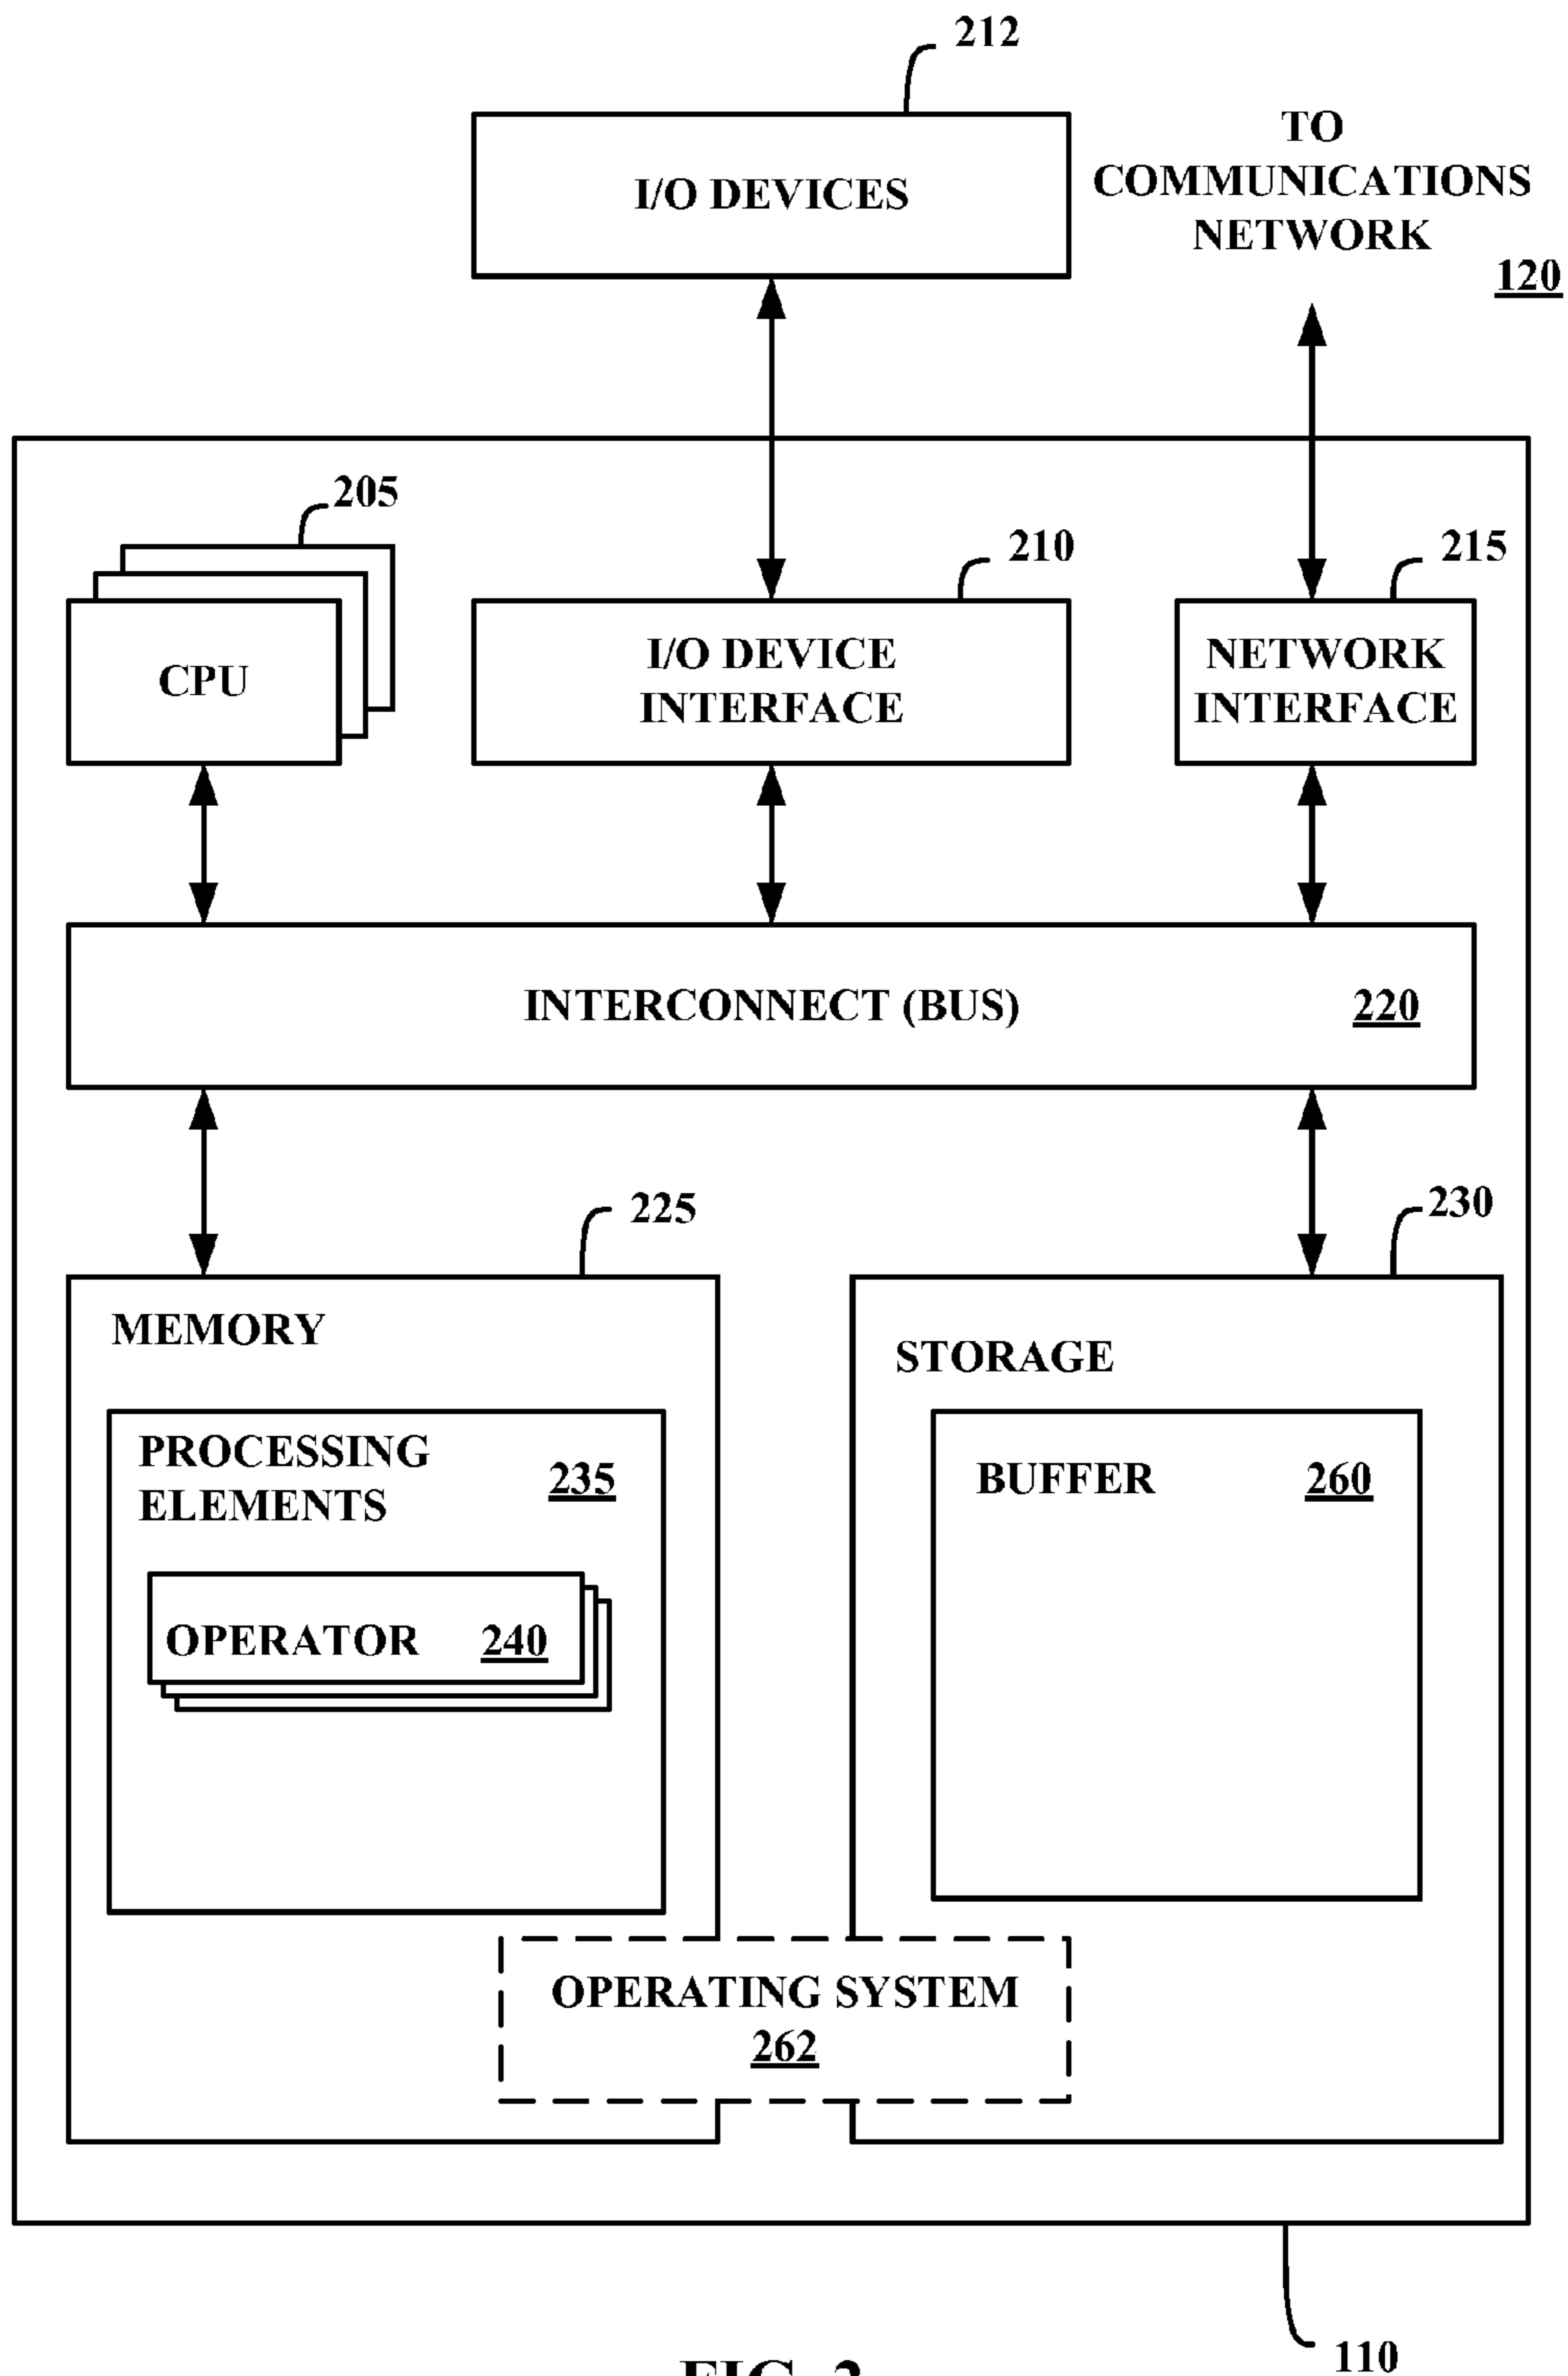 212
I/O DEVICES
TO
COMMUNICATIONS
NETWORK
120
205
210
215
CPU
I/O DEVICE
INTERFACE
NETWORK
INTERFACE
INTERCONNECT (BUS)
220
225
230
MEMORY
STORAGE
PROCESSING
ELEMENTS
235
BUFFER
260
OPERATOR
240
OPERATING SYSTEM
262
110